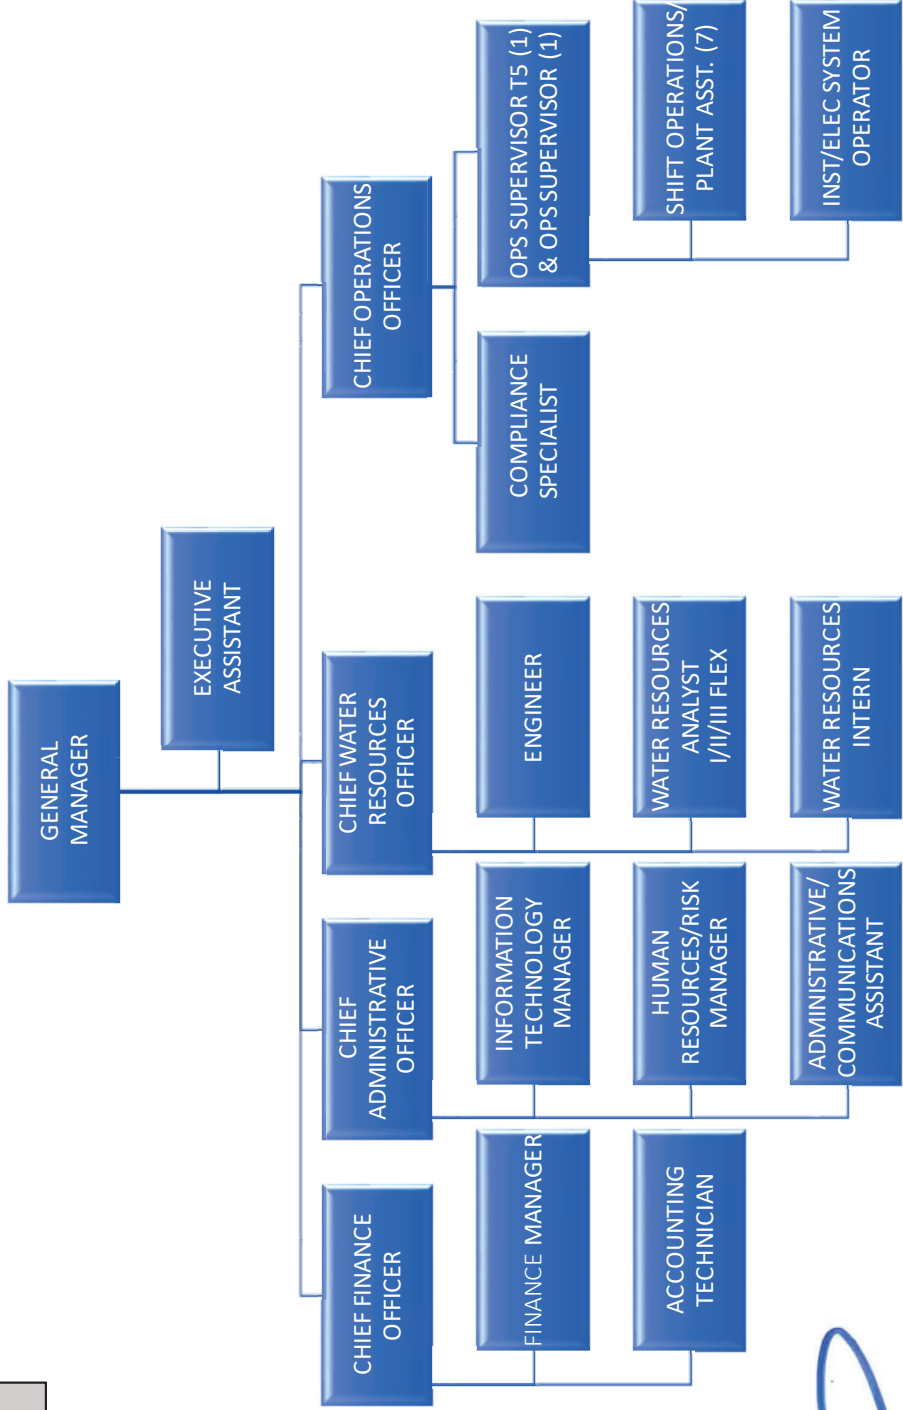 GENERAL
MANAGER
EXECUTIVE
ASSISTANT
CHIEF FINANCE
OFFICER
CHIEF
ADMINISTRATIVE
OFFICER
CHIEF WATER
RESOURCES
OFFICER
CHIEF OPERATIONS
OFFICER
FINANCE MANAGER
INFORMATION
TECHNOLOGY
MANAGER
ENGINEER
COMPLIANCE
SPECIALIST
OPS SUPERVISOR T5 (1)
& OPS SUPERVISOR (1)
ACCOUNTING
TECHNICIAN
HUMAN
RESOURCES/RISK
MANAGER
WATER RESOURCES
ANALYST
I/II/III FLEX
SHIFT OPERATIONS/
PLANT ASST. (7)
ADMINISTRATIVE/
COMMUNICATIONS
ASSISTANT
WATER RESOURCES
INTERN
INST/ELEC SYSTEM
OPERATOR